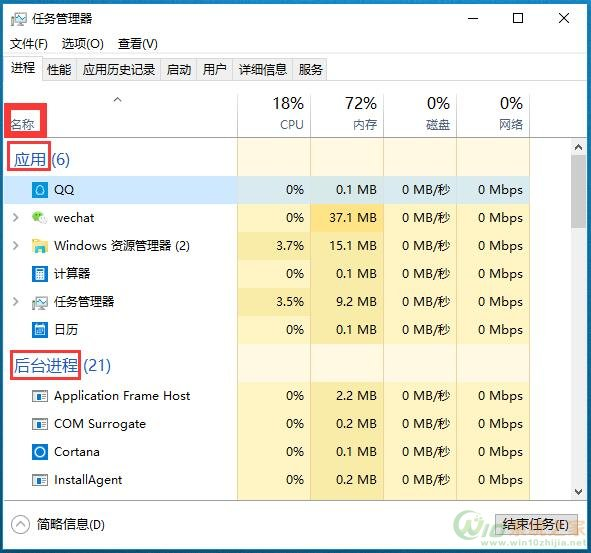 任务管理器
文件(F) 选项(O) 查看(V)
进程 性能 应用历史记录 启动 用户 详细信息 服务
18% 72% 0% 0%
名称 CPU 内存 磁盘 网络
应用 (6)
QQ 0% 0.1 MB 0 MB/秒 0 Mbps
wechat 0% 37.1 MB 0 MB/秒 0 Mbps
Windows 资源管理器 (2) 3.7% 15.1 MB 0 MB/秒 0 Mbps
计算器 0% 0.1 MB 0 MB/秒 0 Mbps
任务管理器 3.5% 9.2 MB 0 MB/秒 0 Mbps
日历 0% 0.1 MB 0 MB/秒 0 Mbps
后台进程 (21)
Application Frame Host 0% 2.2 MB 0 MB/秒 0 Mbps
COM Surrogate 0% 0.2 MB 0 MB/秒 0 Mbps
Cortana 0% 0.1 MB 0 MB/秒 0 Mbps
InstallAgent 0% 0.2 MB 0 MB/秒 0 Mbps
简略信息(D) 结束任务(E)
www.win10zhijia.net